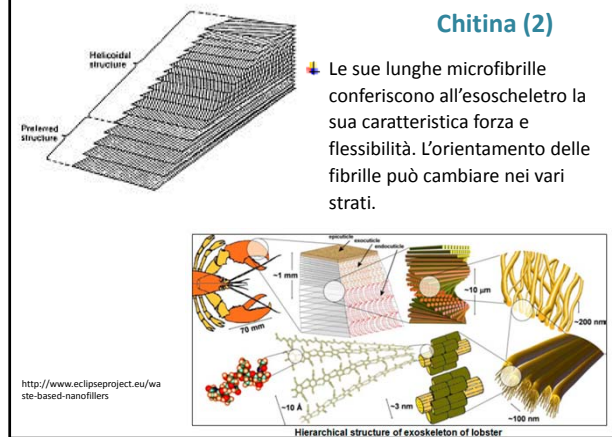 Chitina (2)
Helicoidal
structure
Preferred
structure
Le sue lunghe microfibrille
conferiscono all’esoscheletro la
sua caratteristica forza e
flessibilità. L’orientamento delle
fibrille può cambiare nei vari
strati.
epicuticle
exocuticle
endocuticle
~1 mm
~10 µm
~200 nm
70 mm
~10 Å
~3 nm
~100 nm
Hierarchical structure of exoskeleton of lobster
http://www.eclipseproject.eu/wa
ste-based-nanofillers